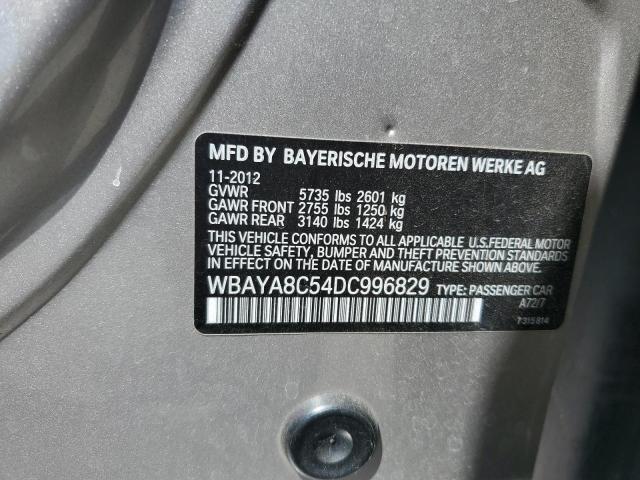 MFD BY BAYERISCHE MOTOREN WERKE AG
11-2012
GVWR 5735 lbs 2601 kg
GAWR FRONT 2755 lbs 1250 kg
GAWR REAR 3140 lbs 1424 kg
THIS VEHICLE CONFORMS TO ALL APPLICABLE U.S.FEDERAL MOTOR
VEHICLE SAFETY, BUMPER AND THEFT PREVENTION STANDARDS
IN EFFECT ON THE DATE OF MANUFACTURE SHOWN ABOVE.
WBAYA8C54DC996829 TYPE: PASSENGER CAR
A72/7
7315814